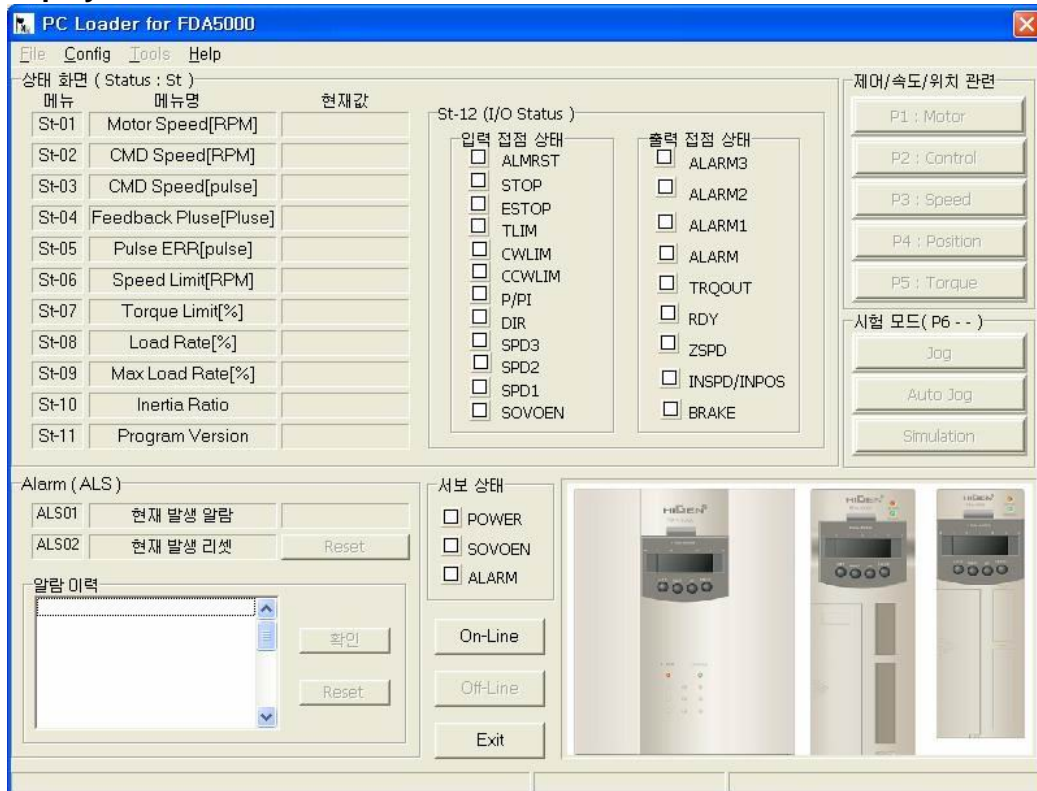 PC Loader for FDA5000
File Config Tools Help
상태 화면 ( Status : St )
메뉴 메뉴명 현재값
St-01 Motor Speed[RPM]
St-02 CMD Speed[RPM]
St-03 CMD Speed[pulse]
St-04 Feedback Pluse[Pluse]
St-05 Pulse ERR[pulse]
St-06 Speed Limit[RPM]
St-07 Torque Limit[%]
St-08 Load Rate[%]
St-09 Max Load Rate[%]
St-10 Inertia Ratio
St-11 Program Version
St-12 (I/O Status )
입력 접점 상태
ALMRST
STOP
ESTOP
TLIM
CWLIM
CCWLIM
P/PI
DIR
SPD3
SPD2
SPD1
SOVOEN
출력 접점 상태
ALARM3
ALARM2
ALARM1
ALARM
TRQOUT
RDY
ZSPD
INSPD/INPOS
BRAKE
제어/속도/위치 관련
P1 : Motor
P2 : Control
P3 : Speed
P4 : Position
P5 : Torque
시험 모드( P6 - - )
Jog
Auto Jog
Simulation
Alarm ( ALS )
ALS01 현재 발생 알람
ALS02 현재 발생 리셋 Reset
알람 이력
확인
Reset
서보 상태
POWER
SOVOEN
ALARM
On-Line
Off-Line
Exit
HIGEN
HIGEN
HIGEN